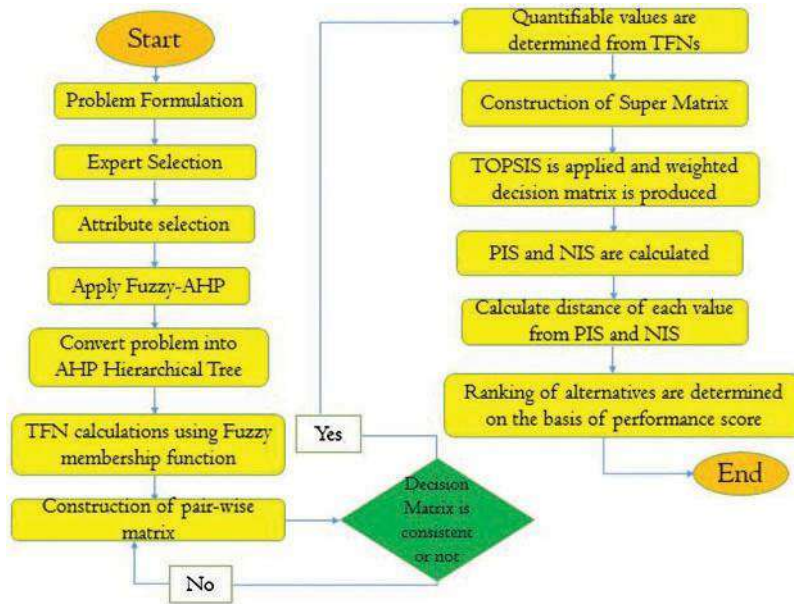 Start
Problem Formulation
Expert Selection
Attribute selection
Apply Fuzzy-AHP
Convert problem into
AHP Hierarchical Tree
TFN calculations using Fuzzy
membership function
Construction of pair-wise
matrix
No
Decision
Matrix is
consistent
or not
Yes
Quantifiable values are
determined from TFNs
Construction of Super Matrix
TOPSIS is applied and weighted
decision matrix is produced
PIS and NIS are calculated
Calculate distance of each value
from PIS and NIS
Ranking of alternatives are determined
on the basis of performance score
End